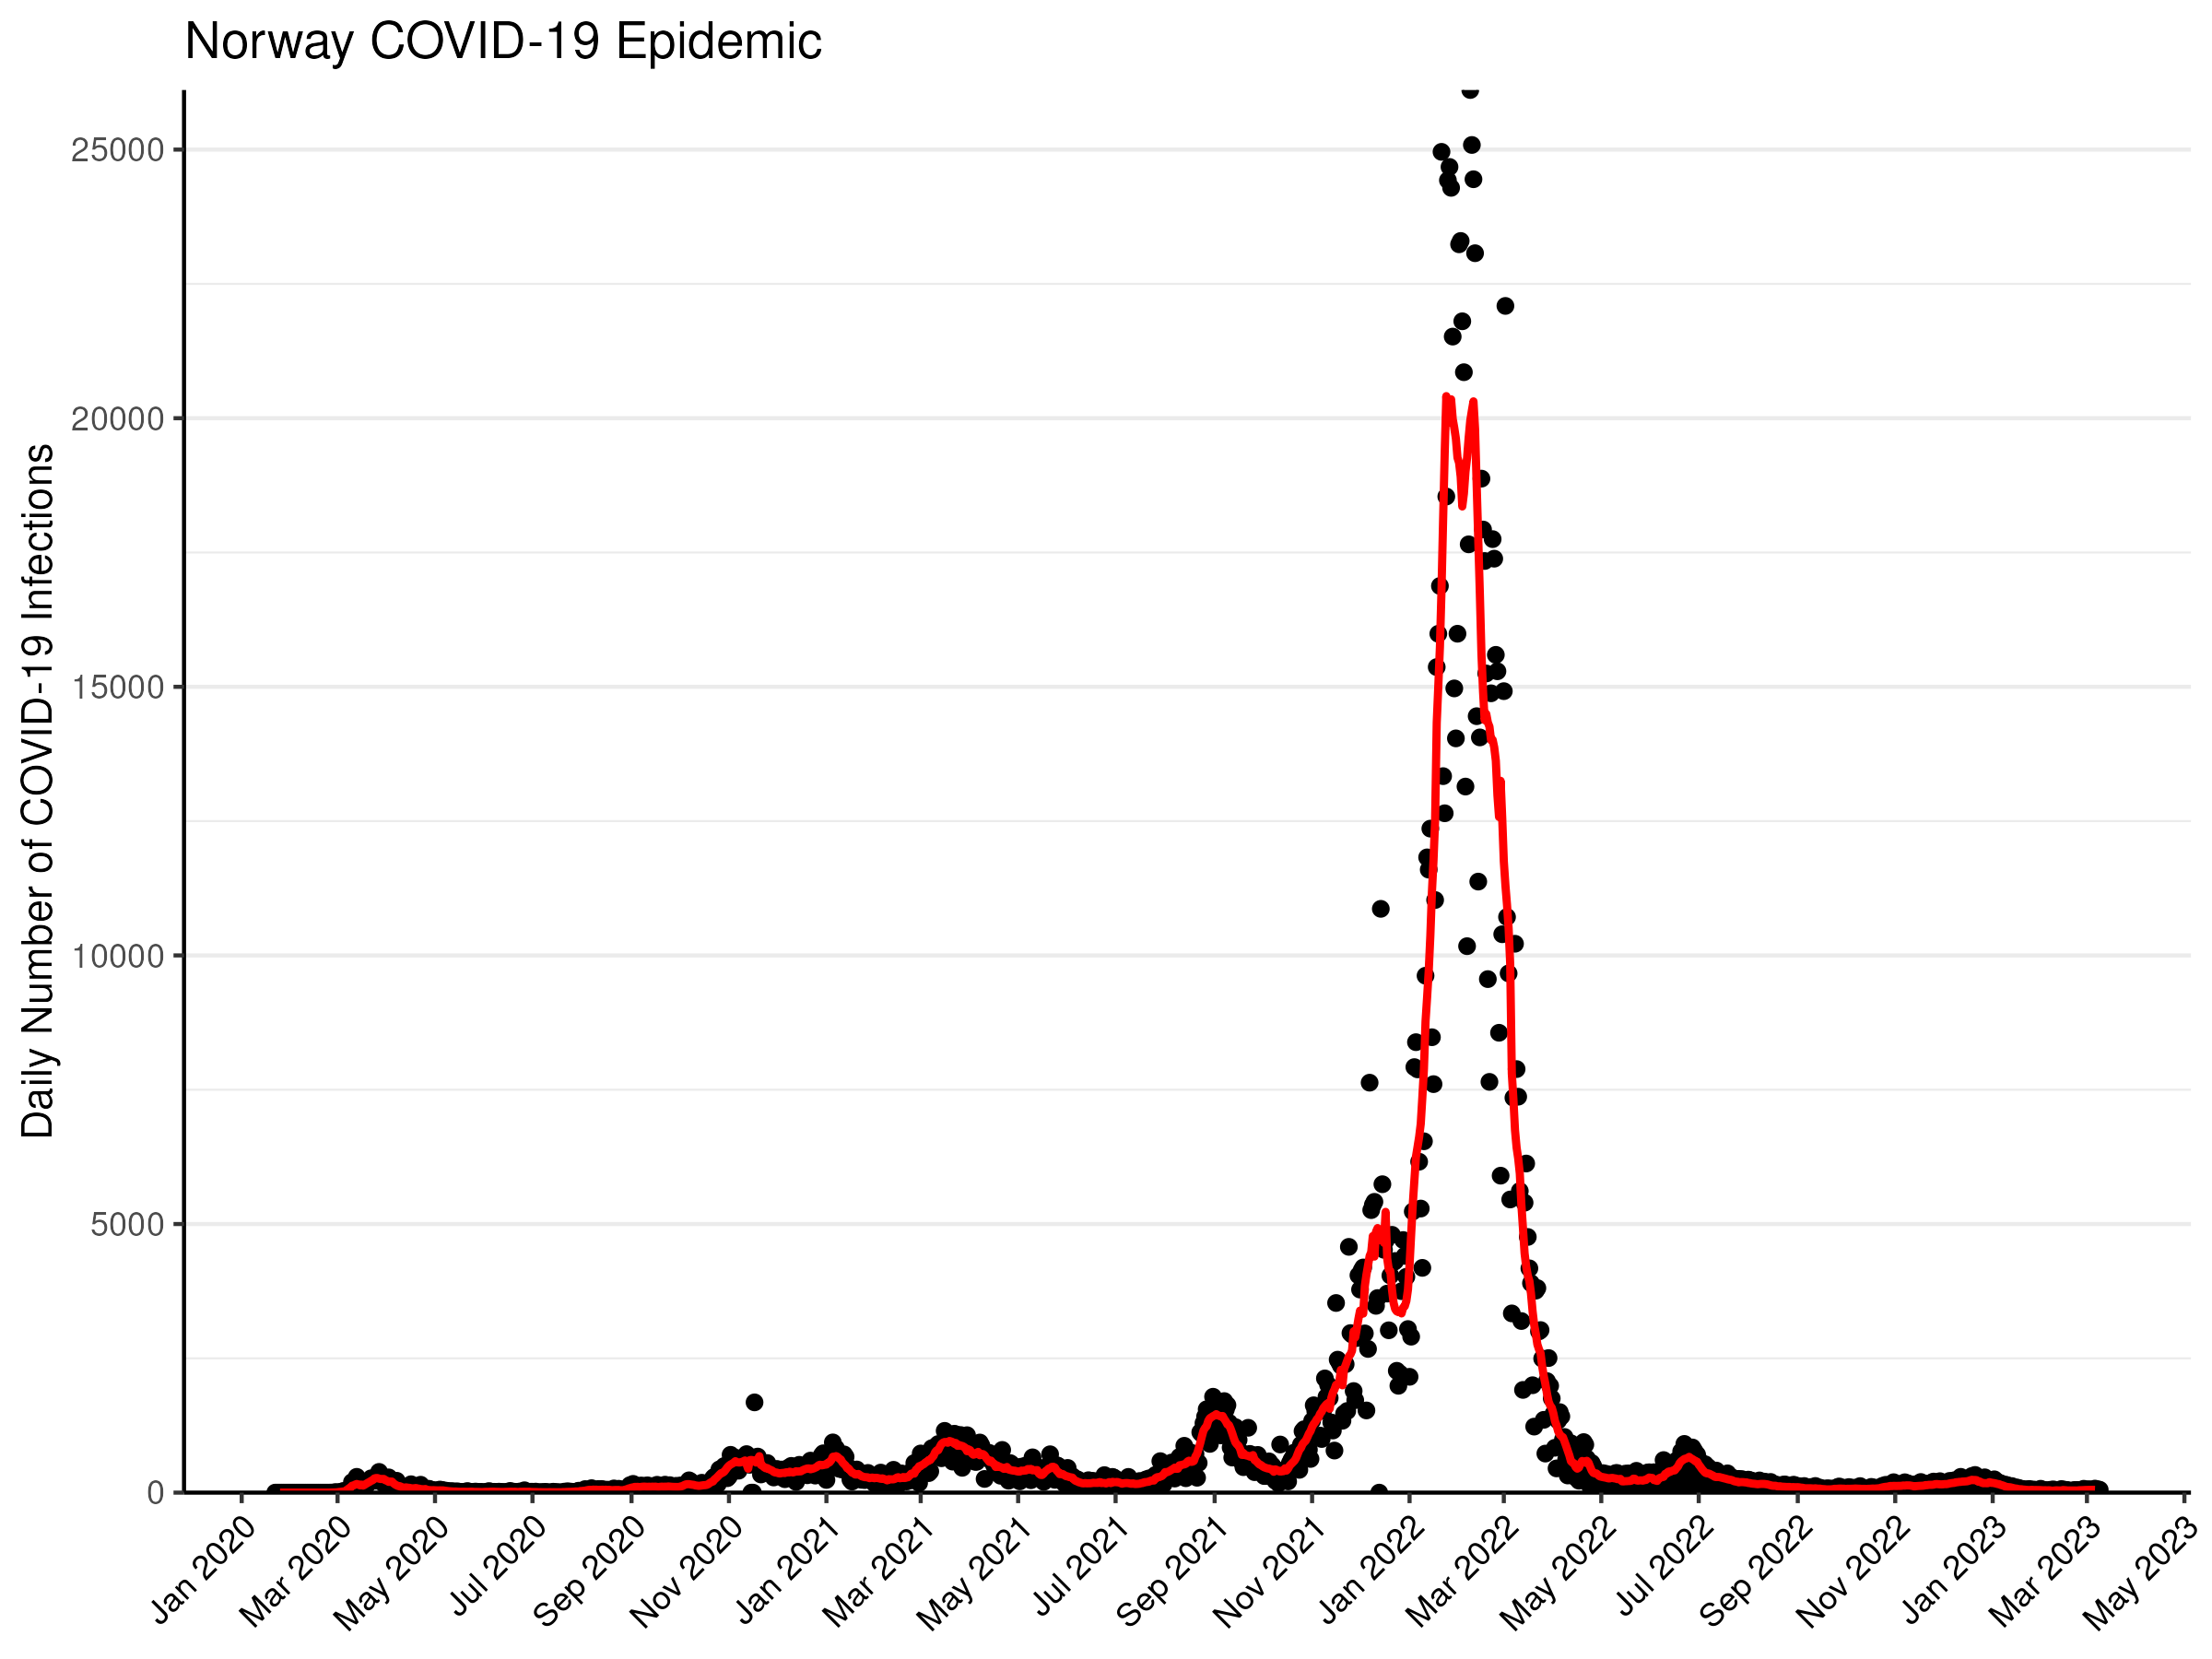 Norway COVID-19 Epidemic
Daily Number of COVID-19 Infections
25000
20000
15000
10000
5000
0
Jan 2020
Mar 2020
May 2020
Jul 2020
Sep 2020
Nov 2020
Jan 2021
Mar 2021
May 2021
Jul 2021
Sep 2021
Nov 2021
Jan 2022
Mar 2022
May 2022
Jul 2022
Sep 2022
Nov 2022
Jan 2023
Mar 2023
May 2023